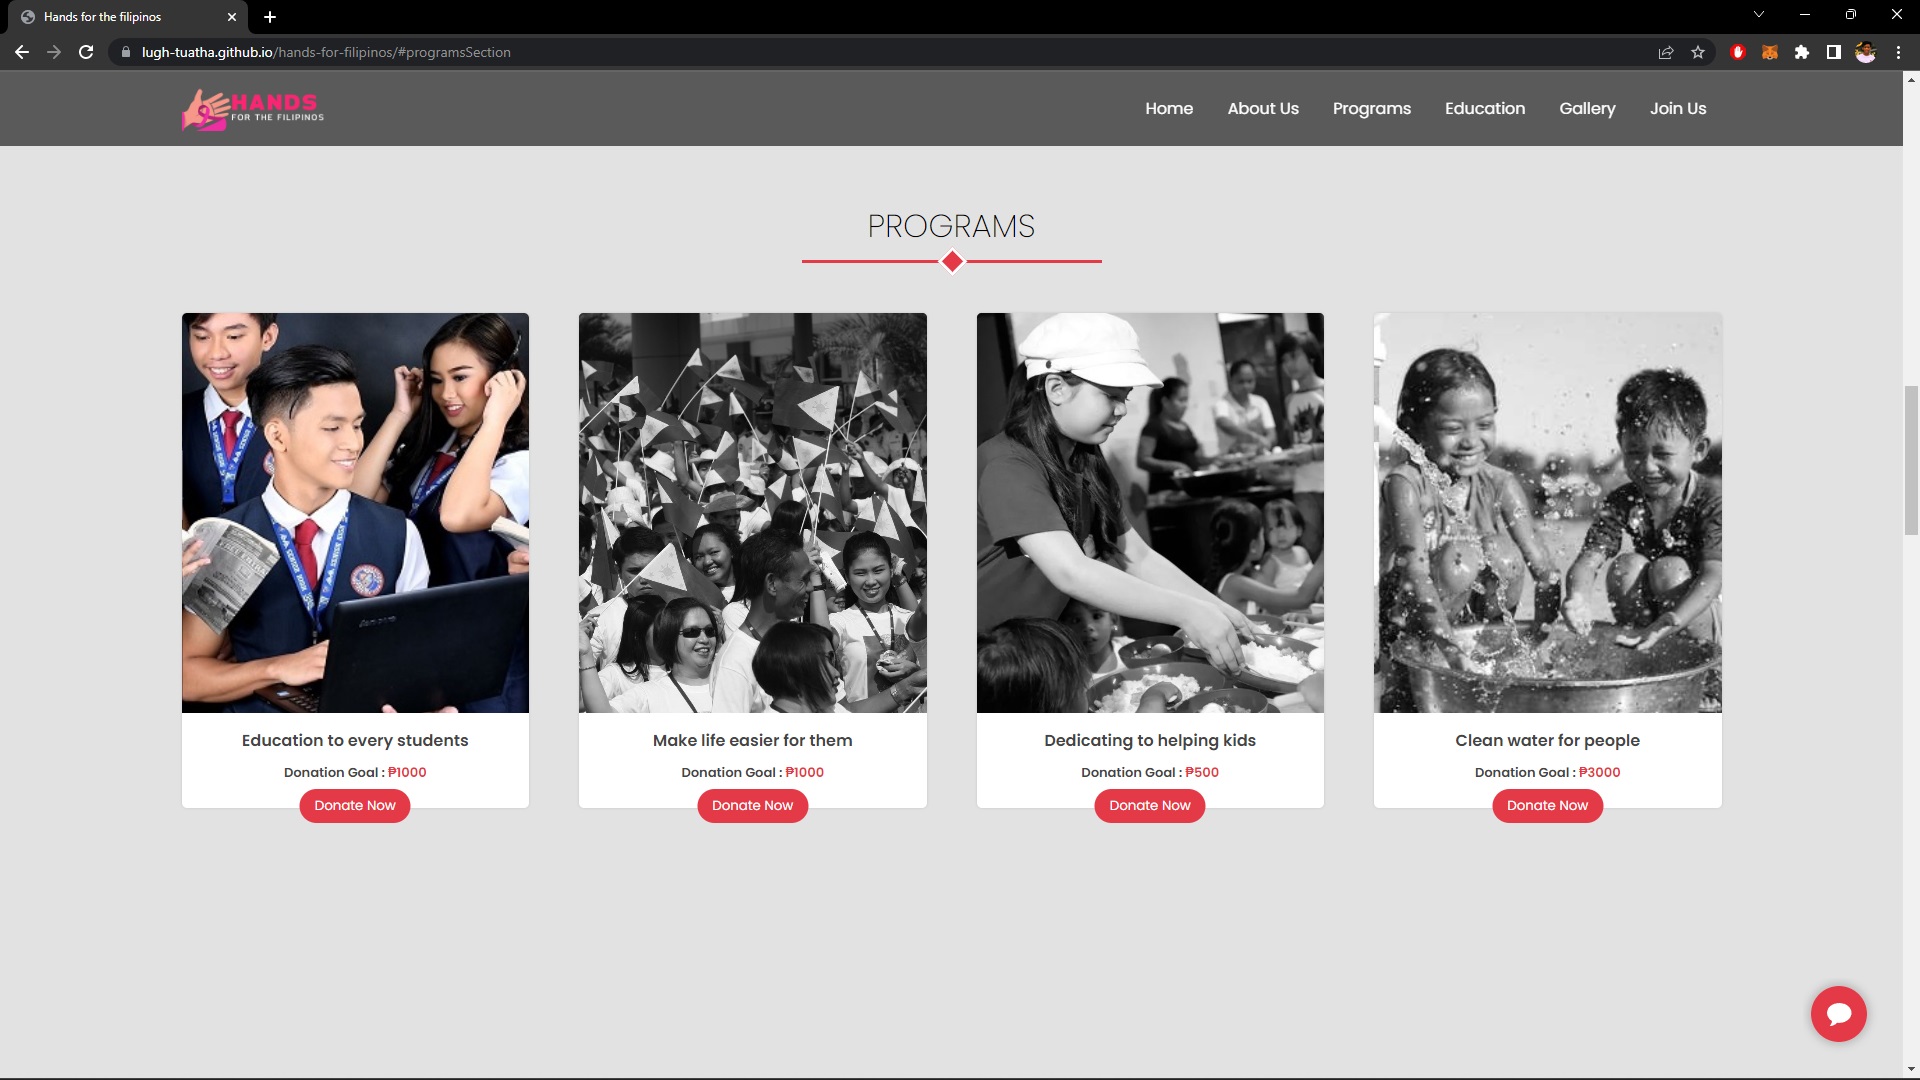 Hands for the filipinos
lugh-tuatha.github.io/hands-for-filipinos/#programsSection
HANDS
FOR THE FILIPINOS
Home About Us Programs Education Gallery Join Us
PROGRAMS
lenovo
Education to every students
Donation Goal : ₱1000
Donate Now
Make life easier for them
Donation Goal : ₱1000
Donate Now
Dedicating to helping kids
Donation Goal : ₱500
Donate Now
Clean water for people
Donation Goal : ₱3000
Donate Now